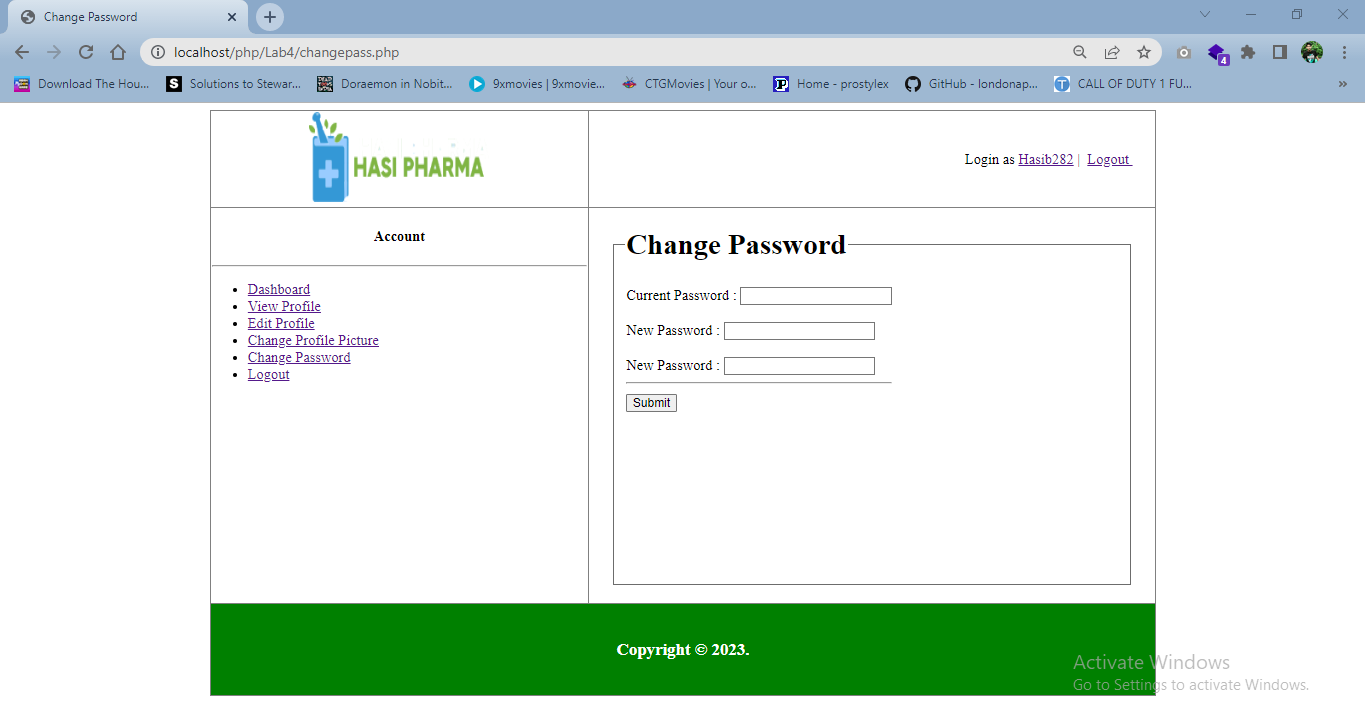 Change Password
localhost/php/Lab4/changepass.php
4
Download The Hou...
S
Solutions to Stewar...
Doraemon in Nobit...
9xmovies | 9xmovie...
CTGMovies | Your o...
Home - prostylex
GitHub - londonap...
T
CALL OF DUTY 1 FU...
»
HASI PHARMA
Login as Hasib282 | Logout
Account
Dashboard
View Profile
Edit Profile
Change Profile Picture
Change Password
Logout
Change Password
Current Password :
New Password :
New Password :
Submit
Copyright © 2023.
Activate Windows
Go to Settings to activate Windows.